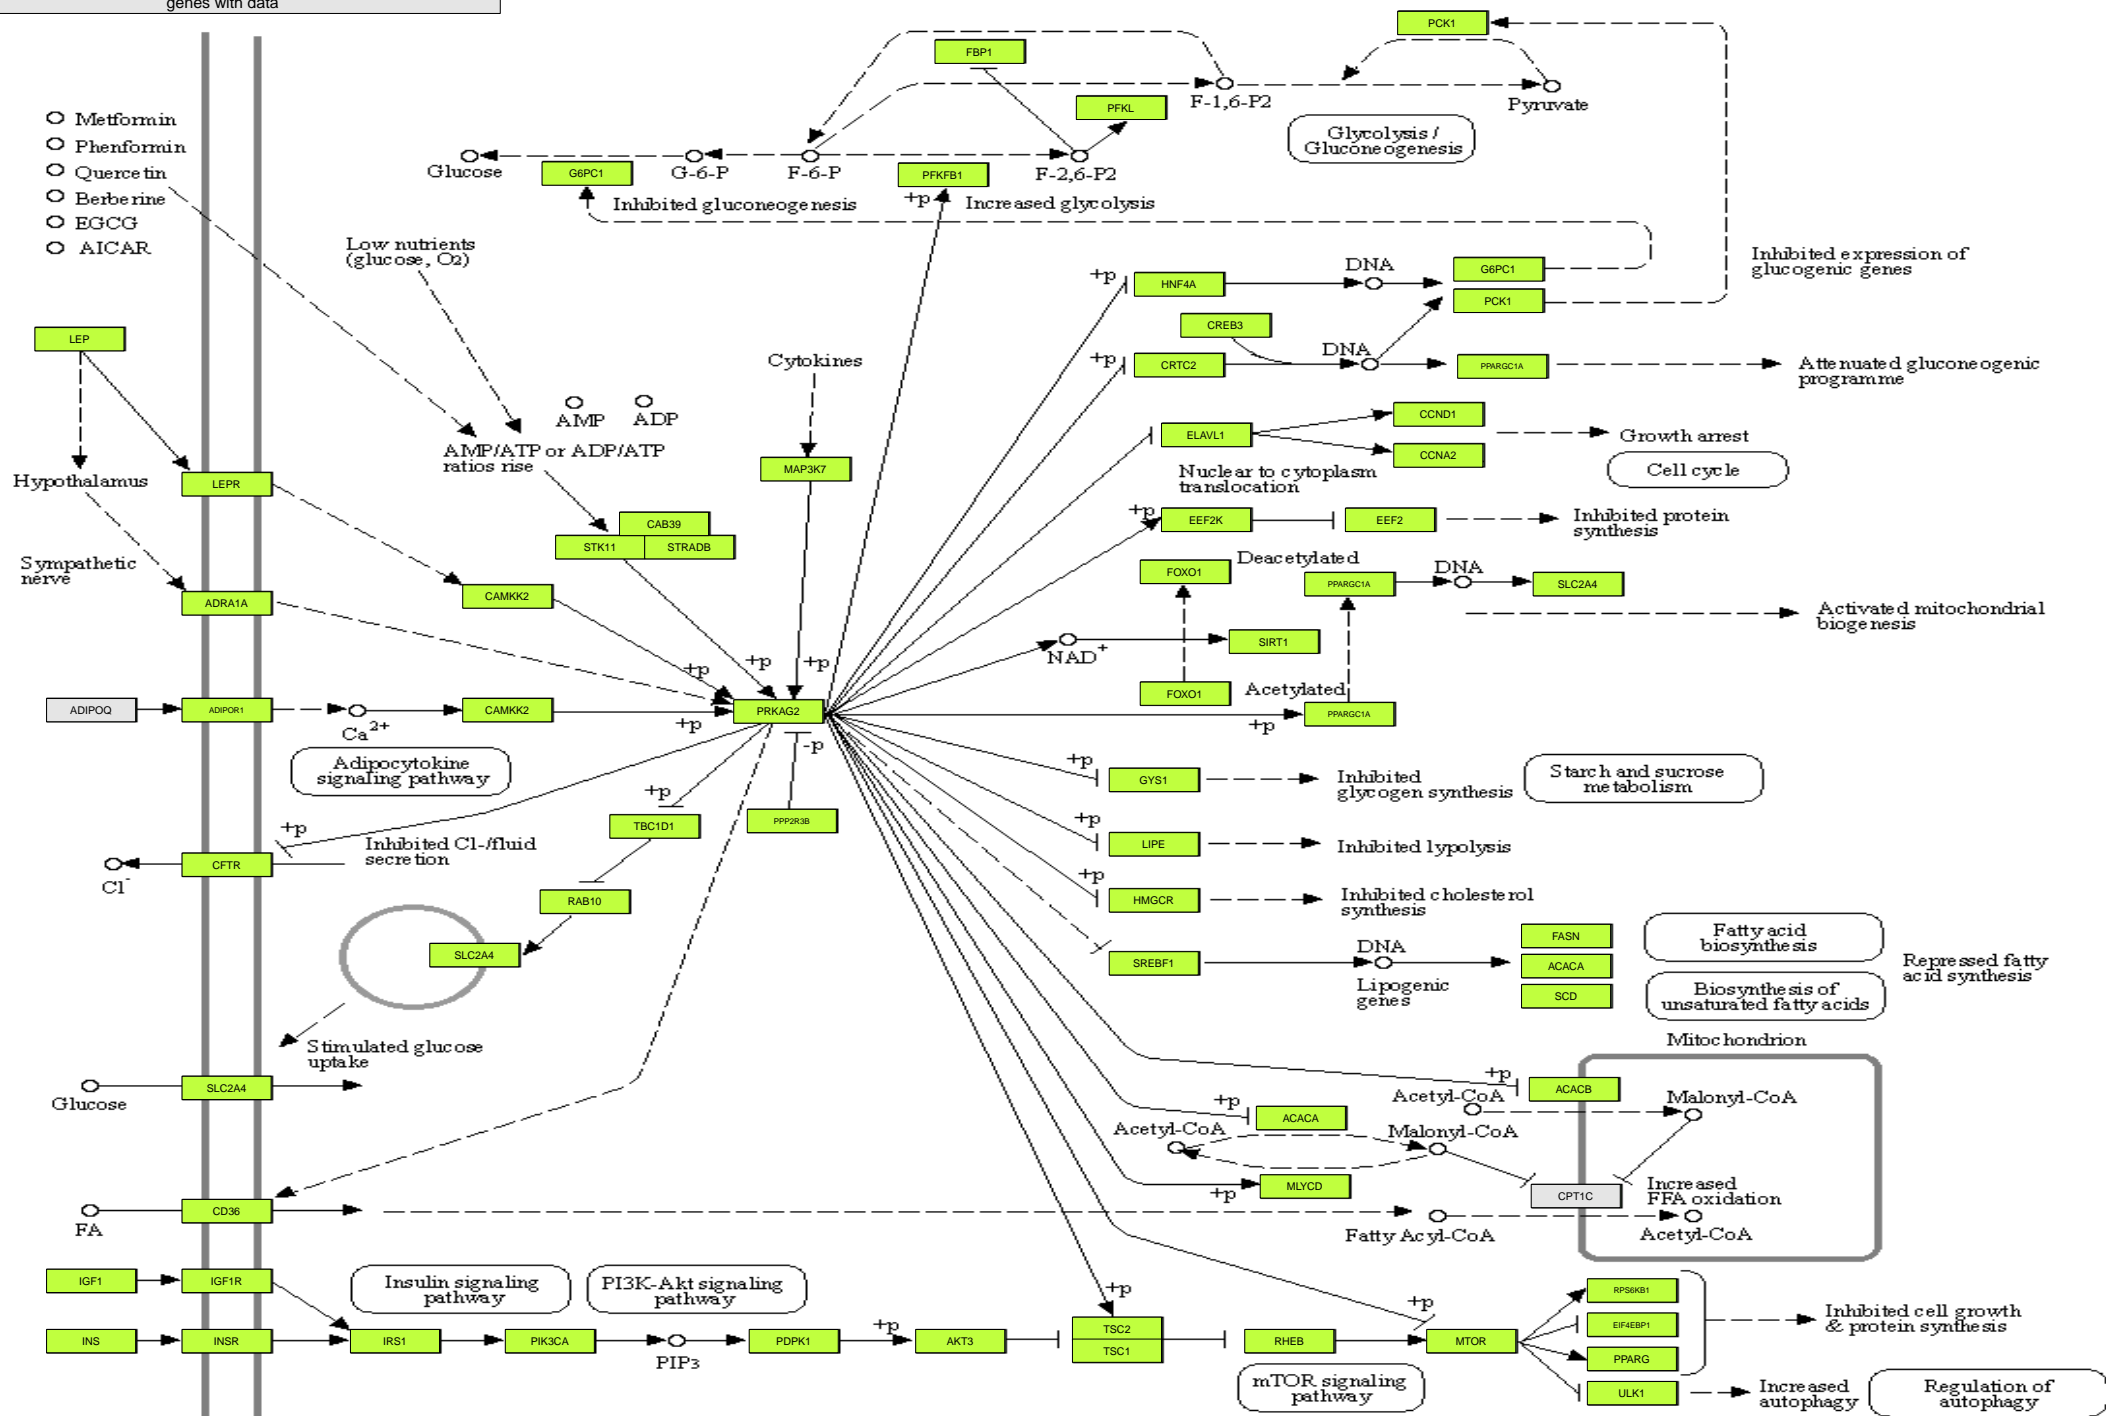 genes with data
PCK1
FBP1
F-1,6-P2
Pyruvate
PFKL
Glycolysis /
Gluconeogenesis
Metformin
Phenformin
Quercetin
Berberine
EGCG
AICAR
Glucose
G6PC1
G-6-P
F-6-P
PFKFB1
F-2,6-P2
+p
Inhibited gluconeogenesis
Increased glycolysis
Low nutrients
(glucose, O2)
Inhibited expression of
glucogenic genes
+p
HNF4A
DNA
G6PC1
PCK1
CREB3
+p
CRTC2
DNA
PPARGC1A
Attenuated gluconeogenic
programme
LEP
Cytokines
AMP
ADP
AMP/ATP or ADP/ATP
ratios rise
MAP3K7
ELAVL1
CCND1
CCNA2
Growth arrest
Cell cycle
Nuclear to cytoplasm
translocation
Hypothalamus
LEPR
CAB39
STK11
STRADB
+p
EEF2K
EEF2
Inhibited protein
synthesis
Sympathetic
nerve
ADRA1A
CAMKK2
FOXO1
Deacetylated
PPARGC1A
DNA
SLC2A4
Activated mitochondrial
biogenesis
NAD+
SIRT1
+p
+p
+p
FOXO1
Acetylated
PPARGC1A
+p
ADIPOQ
ADIPOR1
Ca2+
CAMKK2
+p
PRKAG2
-p
Adipocytokine
signaling pathway
+p
GYS1
Inhibited
glycogen synthesis
Starch and sucrose
metabolism
+p
TBC1D1
PPP2R3B
+p
LIPE
Inhibited lypolysis
+p
Inhibited Cl-/fluid
secretion
CFTR
Cl-
+p
HMGCR
Inhibited cholesterol
synthesis
RAB10
SLC2A4
SREBF1
DNA
Lipogenic
genes
FASN
ACACA
SCD
Fatty acid
biosynthesis
Biosynthesis of
unsaturated fatty acids
Repressed fatty
acid synthesis
Stimulated glucose
uptake
Mitochondrion
Glucose
SLC2A4
+p
ACACB
Acetyl-CoA
Malonyl-CoA
+p
ACACA
Acetyl-CoA
Malonyl-CoA
MLYCD
+p
CPT1C
Increased
FFA oxidation
FA
CD36
Fatty Acyl-CoA
Acetyl-CoA
IGF1
IGF1R
Insulin signaling
pathway
PI3K-Akt signaling
pathway
+p
+p
RPS6KB1
EIF4EBP1
PPARG
ULK1
Inhibited cell growth
& protein synthesis
INS
INSR
IRS1
PIK3CA
PIP3
PDPK1
+p
AKT3
TSC2
TSC1
RHEB
MTOR
mTOR signaling
pathway
Increased
autophagy
Regulation of
autophagy